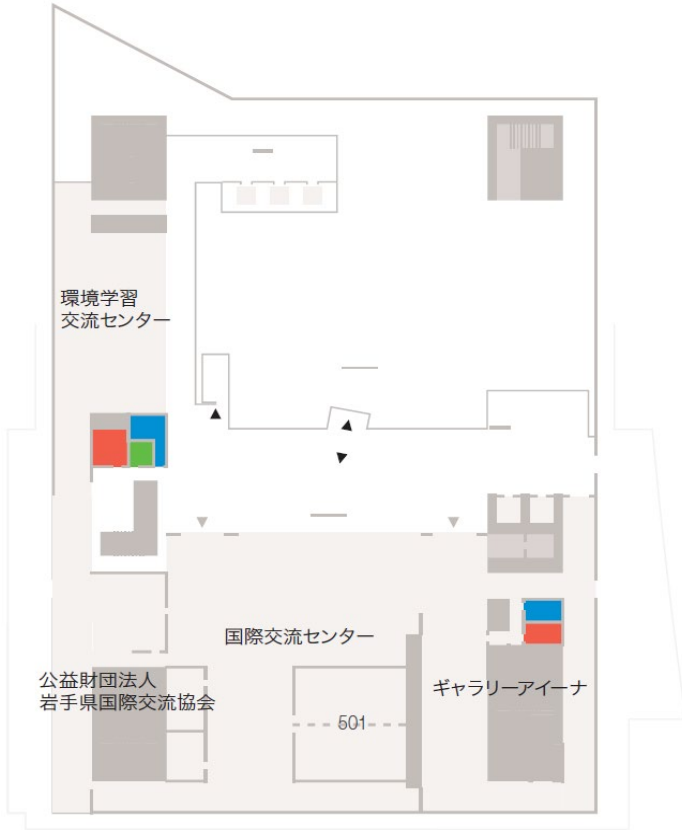 環境学習
交流センター
国際交流センター
公益財団法人
岩手県国際交流協会
ギャラリーアイーナ
501